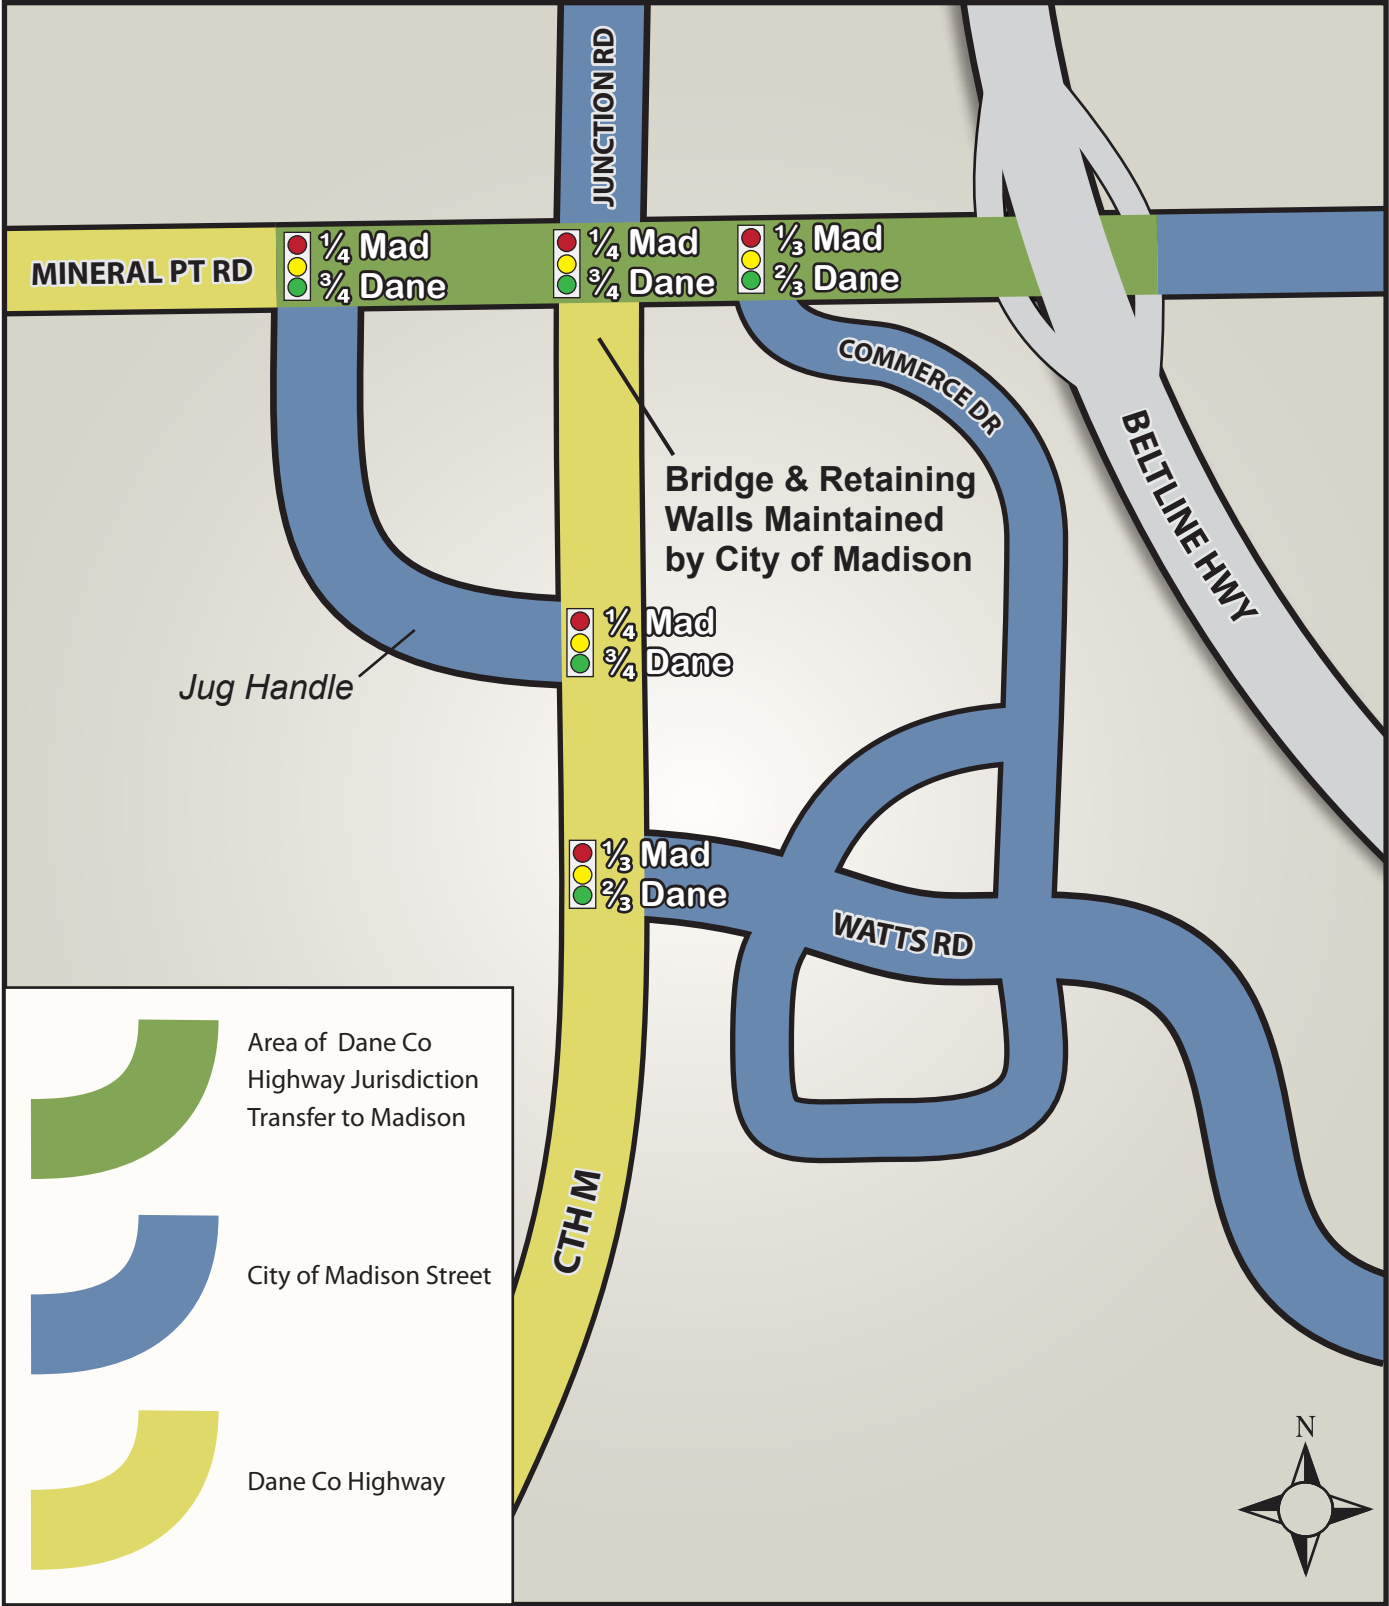 JUNCTION RD
MINERAL PT RD
¼ Mad
¾ Dane
¼ Mad
¾ Dane
⅓ Mad
⅔ Dane
COMMERCE DR
BELTLINE HWY
Bridge & Retaining
Walls Maintained
by City of Madison
¼ Mad
¾ Dane
Jug Handle
⅓ Mad
⅔ Dane
WATTS RD
CTH M
Area of Dane Co
Highway Jurisdiction
Transfer to Madison
City of Madison Street
Dane Co Highway
N